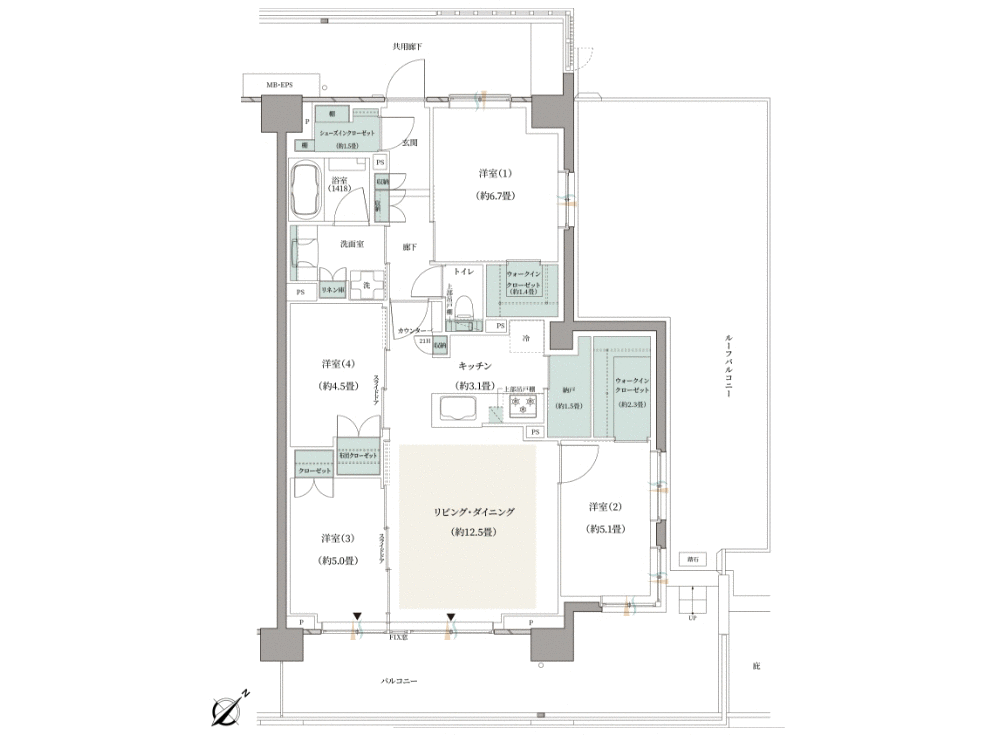 共用廊下
MB・EPS
P
棚
シューズインクローゼット
(約1.5畳)
棚
玄関
PS
浴室
(1418)
収納
収納
洋室(1)
(約6.7畳)
洗面室
廊下
トイレ
ウォークイン
クローゼット
(約1.4畳)
上部吊戸棚
PS
リネン庫
洗
カウンター
21H
収納
PS
冷
キッチン
(約3.1畳)
上部吊戸棚
洋室(4)
(約4.5畳)
スライドドア
納戸
(約1.5畳)
ウォークイン
クローゼット
(約2.3畳)
ルーフバルコニー
PS
布団クローゼット
クローゼット
リビング・ダイニング
(約12.5畳)
洋室(2)
(約5.1畳)
洋室(3)
(約5.0畳)
スライドドア
踏石
UP
P
FIX窓
P
庇
バルコニー
N